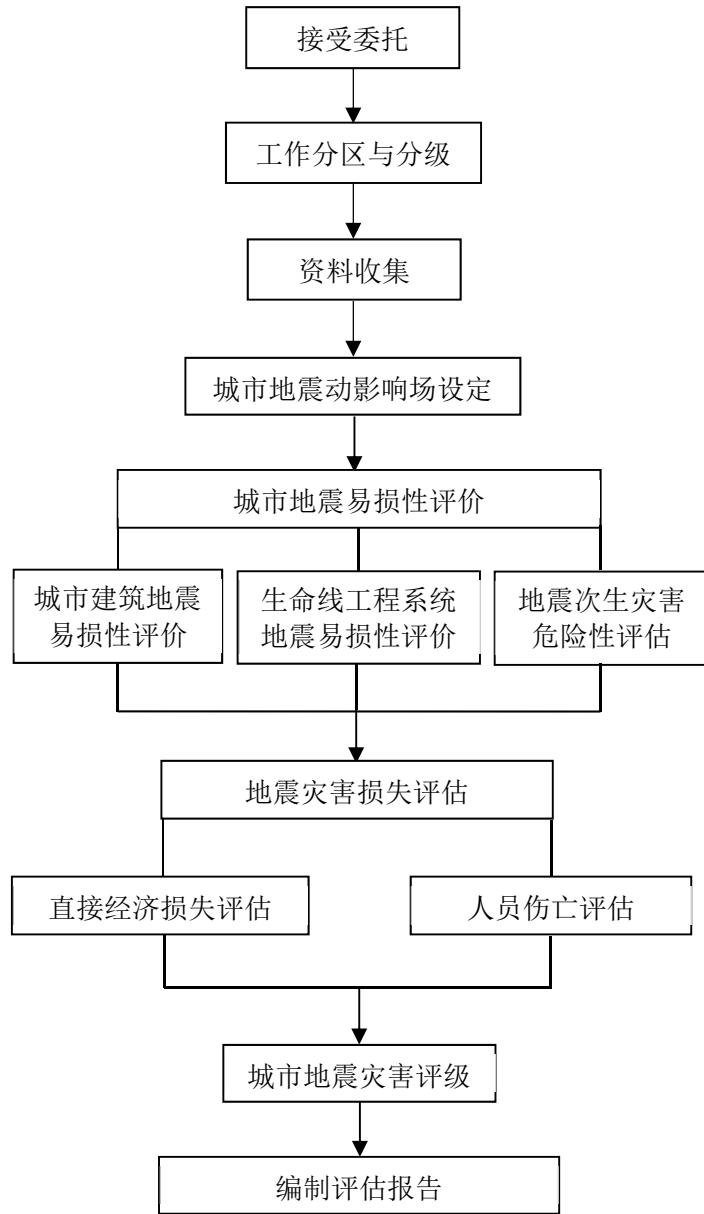 接受委托
工作分区与分级
资料收集
城市地震动影响场设定
城市地震易损性评价
城市建筑地震
易损性评价
生命线工程系统
地震易损性评价
地震次生灾害
危险性评估
地震灾害损失评估
直接经济损失评估
人员伤亡评估
城市地震灾害评级
编制评估报告